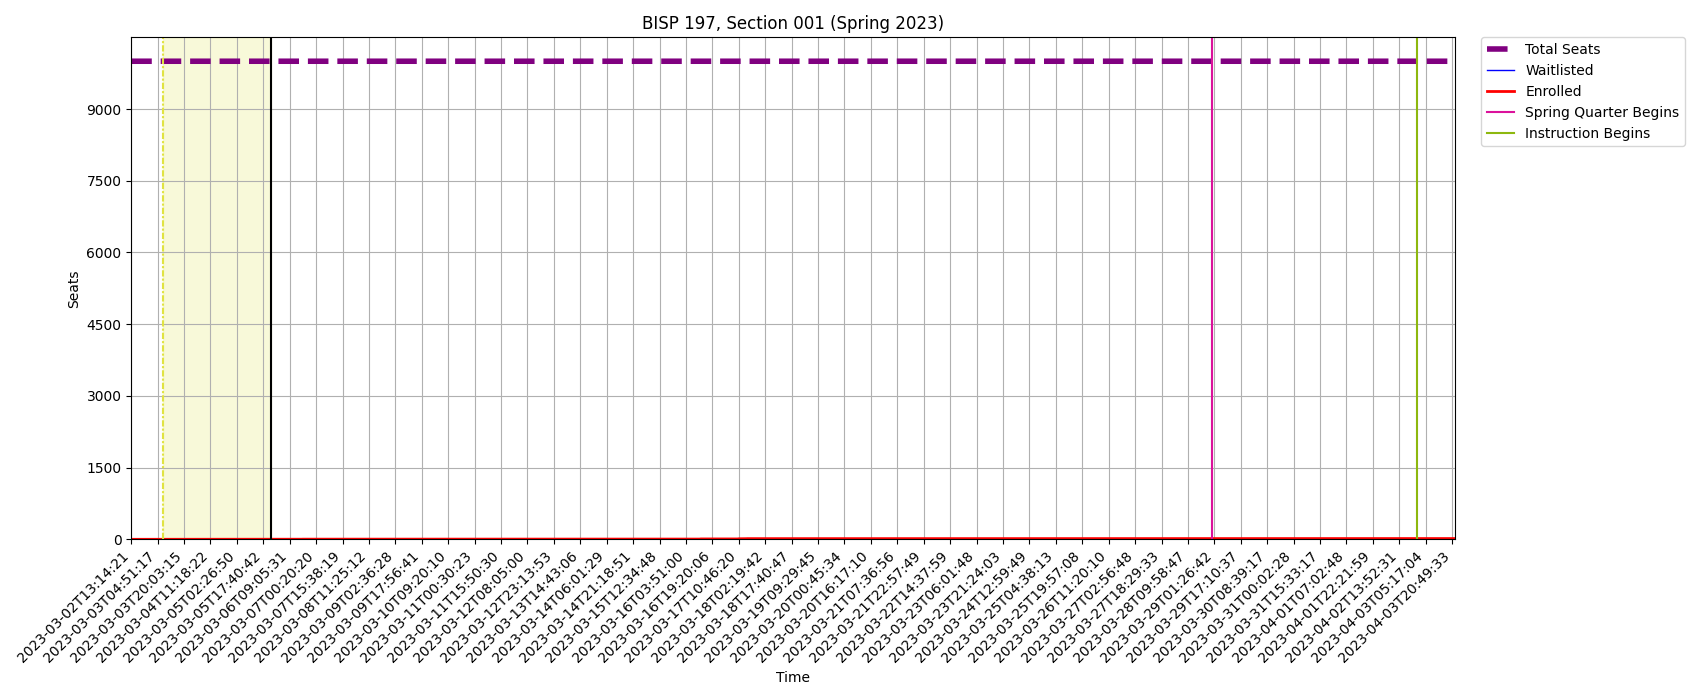 BISP 197, Section 001 (Spring 2023)
Total Seats
Waitlisted
Enrolled
Spring Quarter Begins
Instruction Begins
Seats
9000
7500
6000
4500
3000
1500
0
2023-03-02T13:14:21
2023-03-03T04:51:17
2023-03-03T20:03:15
2023-03-04T11:18:22
2023-03-05T02:26:50
2023-03-05T17:40:42
2023-03-06T09:05:31
2023-03-07T00:20:20
2023-03-07T15:38:19
2023-03-08T11:25:12
2023-03-09T02:36:28
2023-03-09T17:56:41
2023-03-10T09:20:10
2023-03-11T00:30:23
2023-03-11T15:50:30
2023-03-12T08:05:00
2023-03-12T23:13:53
2023-03-13T14:43:06
2023-03-14T06:01:29
2023-03-14T21:18:51
2023-03-15T12:34:48
2023-03-16T03:51:00
2023-03-16T19:20:06
2023-03-17T10:46:20
2023-03-18T02:19:42
2023-03-18T17:40:47
2023-03-19T09:29:45
2023-03-20T00:45:34
2023-03-20T16:17:10
2023-03-21T07:36:56
2023-03-21T22:57:49
2023-03-22T14:37:59
2023-03-23T06:01:48
2023-03-23T21:24:03
2023-03-24T12:59:49
2023-03-25T04:38:13
2023-03-25T19:57:08
2023-03-26T11:20:10
2023-03-27T02:56:48
2023-03-27T18:29:33
2023-03-28T09:58:47
2023-03-29T01:26:42
2023-03-29T17:10:37
2023-03-30T08:39:17
2023-03-31T00:02:28
2023-03-31T15:33:17
2023-04-01T07:02:48
2023-04-01T22:21:59
2023-04-02T13:52:31
2023-04-03T05:17:04
2023-04-03T20:49:33
Time